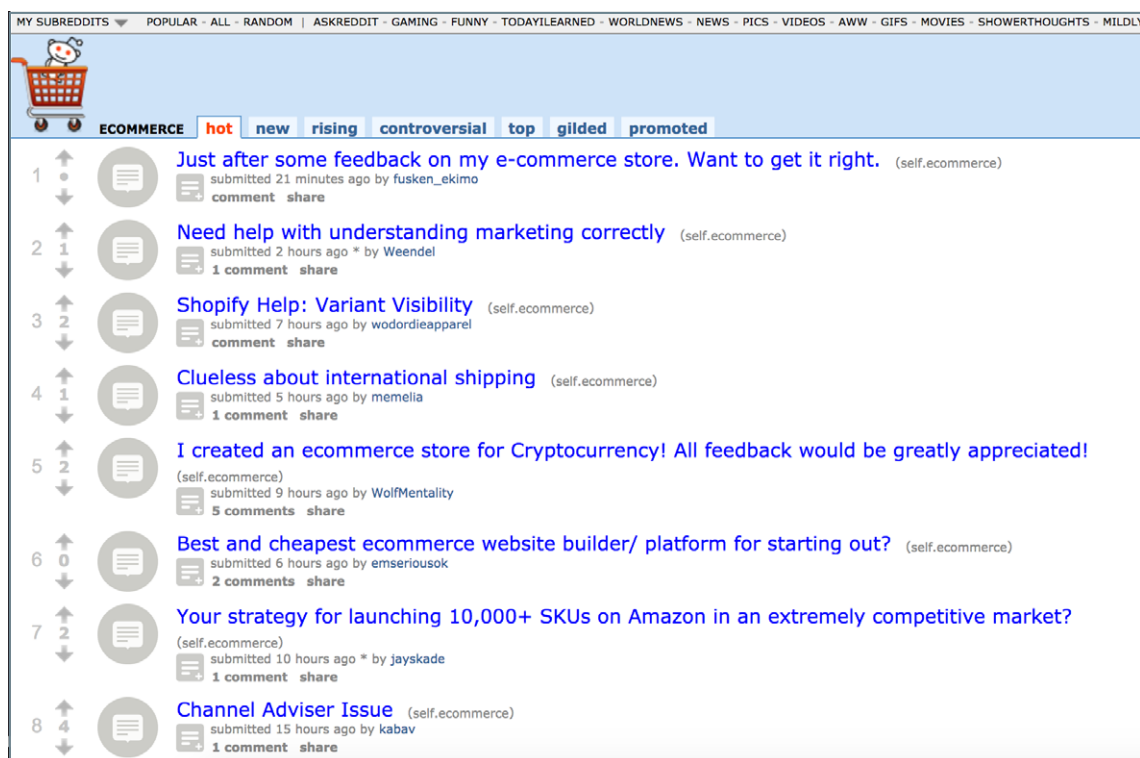 MY SUBREDDITS POPULAR - ALL - RANDOM | ASKREDDIT - GAMING - FUNNY - TODAYILEARNED - WORLDNEWS - NEWS - PICS - VIDEOS - AWW - GIFS - MOVIES - SHOWERTHOUGHTS - MILDLY
ECOMMERCE hot new rising controversial top gilded promoted
Just after some feedback on my e-commerce store. Want to get it right. (self.ecommerce)
1 • submitted 21 minutes ago by fusken_ekimo
comment share
Need help with understanding marketing correctly (self.ecommerce)
2 1 submitted 2 hours ago * by Weendel
1 comment share
Shopify Help: Variant Visibility (self.ecommerce)
3 2 submitted 7 hours ago by wodordieapparel
comment share
Clueless about international shipping (self.ecommerce)
4 1 submitted 5 hours ago by memelia
1 comment share
I created an ecommerce store for Cryptocurrency! All feedback would be greatly appreciated!
5 2 (self.ecommerce)
submitted 9 hours ago by WolfMentality
5 comments share
Best and cheapest ecommerce website builder/ platform for starting out? (self.ecommerce)
6 0 submitted 6 hours ago by emseriousok
2 comments share
Your strategy for launching 10,000+ SKUs on Amazon in an extremely competitive market?
7 2 (self.ecommerce)
submitted 10 hours ago * by jayskade
1 comment share
Channel Adviser Issue (self.ecommerce)
8 4 submitted 15 hours ago by kabav
1 comment share